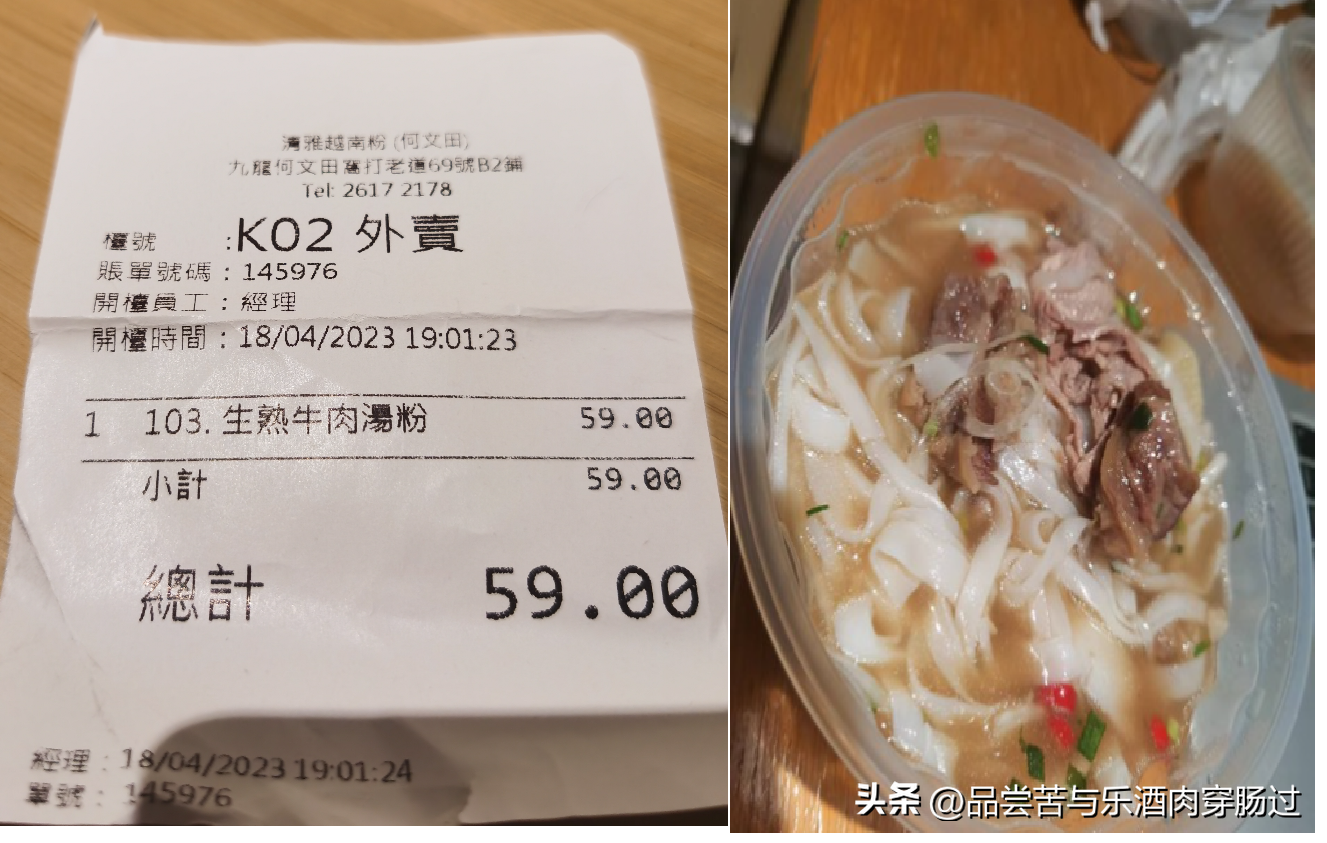 清雅越南粉 (何文田)
九龍何文田窩打老道69號B2鋪
Tel: 2617 2178
檯號 :K02 外賣
賬單號碼 : 145976
開檯員工 : 經理
開檯時間 : 18/04/2023 19:01:23
1 103. 生熟牛肉湯粉 59.00
小計 59.00
總計 59.00
經理 : 18/04/2023 19:01:24
單號 : 145976
头条 @品尝苦与乐酒肉穿肠过